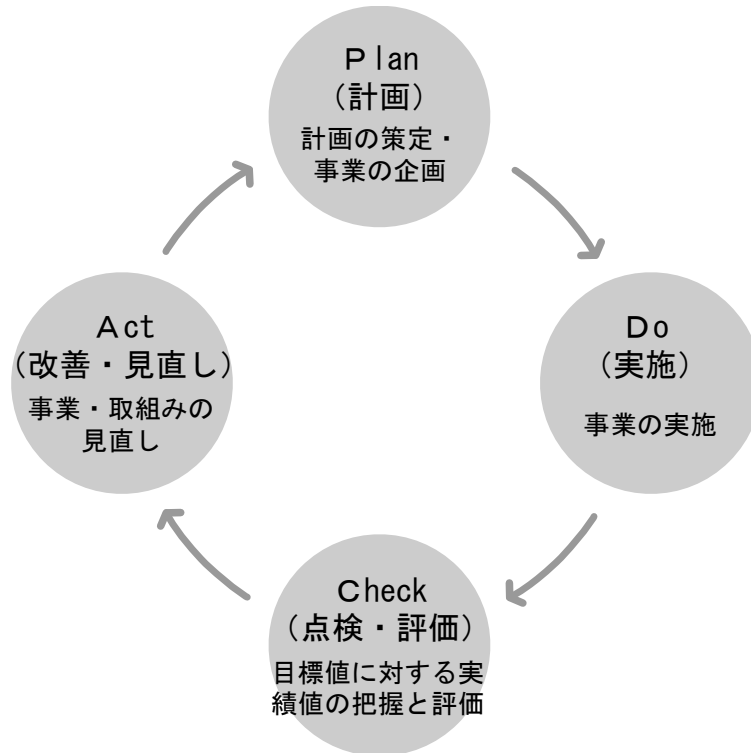 Plan
（計画）
計画の策定・
事業の企画
Do
（実施）
事業の実施
Check
（点検・評価）
目標値に対する実
績値の把握と評価
Act
（改善・見直し）
事業・取組みの
見直し